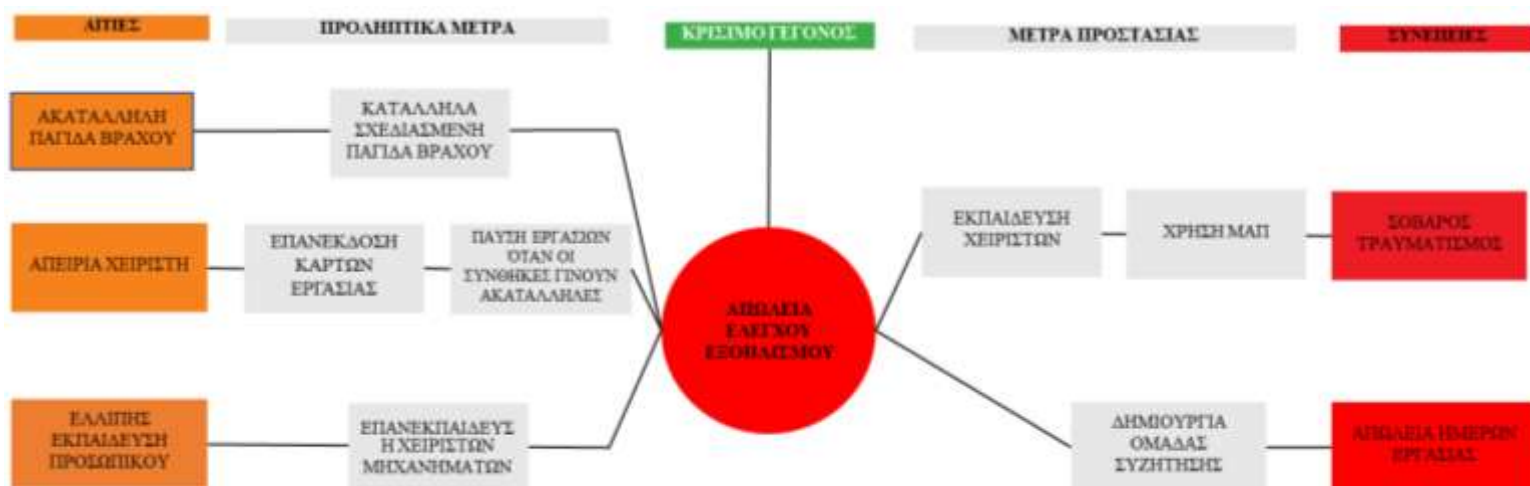 ΑΙΤΙΕΣ
ΠΡΟΛΗΠΤΙΚΑ ΜΕΤΡΑ
ΚΡΙΣΙΜΟ ΓΕΓΟΝΟΣ
ΜΕΤΡΑ ΠΡΟΣΤΑΣΙΑΣ
ΣΥΝΕΠΕΙΕΣ
ΑΚΑΤΑΛΛΗΛΗ
ΠΑΓΙΔΑ ΒΡΑΧΟΥ
ΚΑΤΑΛΛΗΛΑ
ΣΧΕΔΙΑΣΜΕΝΗ
ΠΑΓΙΔΑ ΒΡΑΧΟΥ
ΑΠΕΙΡΙΑ ΧΕΙΡΙΣΤΗ
ΕΠΑΝΕΚΔΟΣΗ
ΚΑΡΤΩΝ
ΕΡΓΑΣΙΑΣ
ΠΑΥΣΗ ΕΡΓΑΣΙΩΝ
ΌΤΑΝ ΟΙ
ΣΥΝΘΗΚΕΣ ΓΙΝΟΥΝ
ΑΚΑΤΑΛΛΗΛΕΣ
ΕΛΛΙΠΗΣ
ΕΚΠΑΙΔΕΥΣΗ
ΠΡΟΣΩΠΙΚΟΥ
ΕΠΑΝΕΚΠΑΙΔΕΥΣ
Η ΧΕΙΡΙΣΤΩΝ
ΜΗΧΑΝΗΜΑΤΩΝ
ΑΠΩΛΕΙΑ
ΕΛΕΓΧΟΥ
ΕΞΟΠΛΙΣΜΟΥ
ΕΚΠΑΙΔΕΥΣΗ
ΧΕΙΡΙΣΤΩΝ
ΧΡΗΣΗ ΜΑΠ
ΣΟΒΑΡΟΣ
ΤΡΑΥΜΑΤΙΣΜΟΣ
ΔΗΜΙΟΥΡΓΙΑ
ΟΜΑΔΑΣ
ΣΥΖΗΤΗΣΗΣ
ΑΠΩΛΕΙΑ ΗΜΕΡΩΝ
ΕΡΓΑΣΙΑΣ